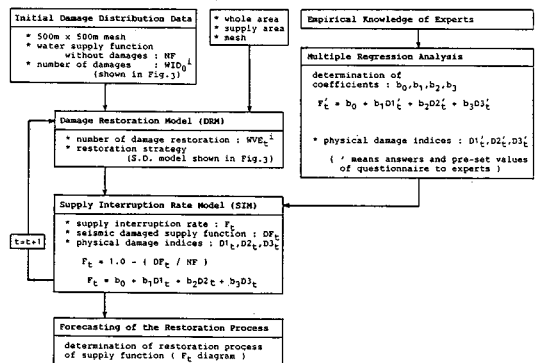 Initial Damage Distribution Data
* 500m x 500m mesh
* water supply function
without damages : NF
* number of damages : WID₀ⁱ
(shown in Fig.3)
* whole area
* supply area
* mesh
Empirical Knowledge of Experts
Multiple Regression Analysis
determination of
coefficients : b₀,b₁,b₂,b₃
F′ₜ = b₀ + b₁D1′ₜ + b₂D2′ₜ + b₃D3′ₜ
* physical damage indices : D1′ₜ,D2′ₜ,D3′ₜ
( ′ means answers and pre-set values
of questionnaire to experts )
Damage Restoration Model (DRM)
* number of damage restoration : WVEₜⁱ
* restoration strategy
(S.D. model shown in Fig.3)
Supply Interruption Rate Model (SIM)
* supply interruption rate : Fₜ
* seismic damaged supply function : DFₜ
* physical damage indices : D1ₜ,D2ₜ,D3ₜ
Fₜ = 1.0 - ( DFₜ / NF )
Fₜ = b₀ + b₁D1ₜ + b₂D2ₜ + b₃D3ₜ
t=t+1
Forecasting of the Restoration Process
determination of restoration process
of supply function ( Fₜ diagram )